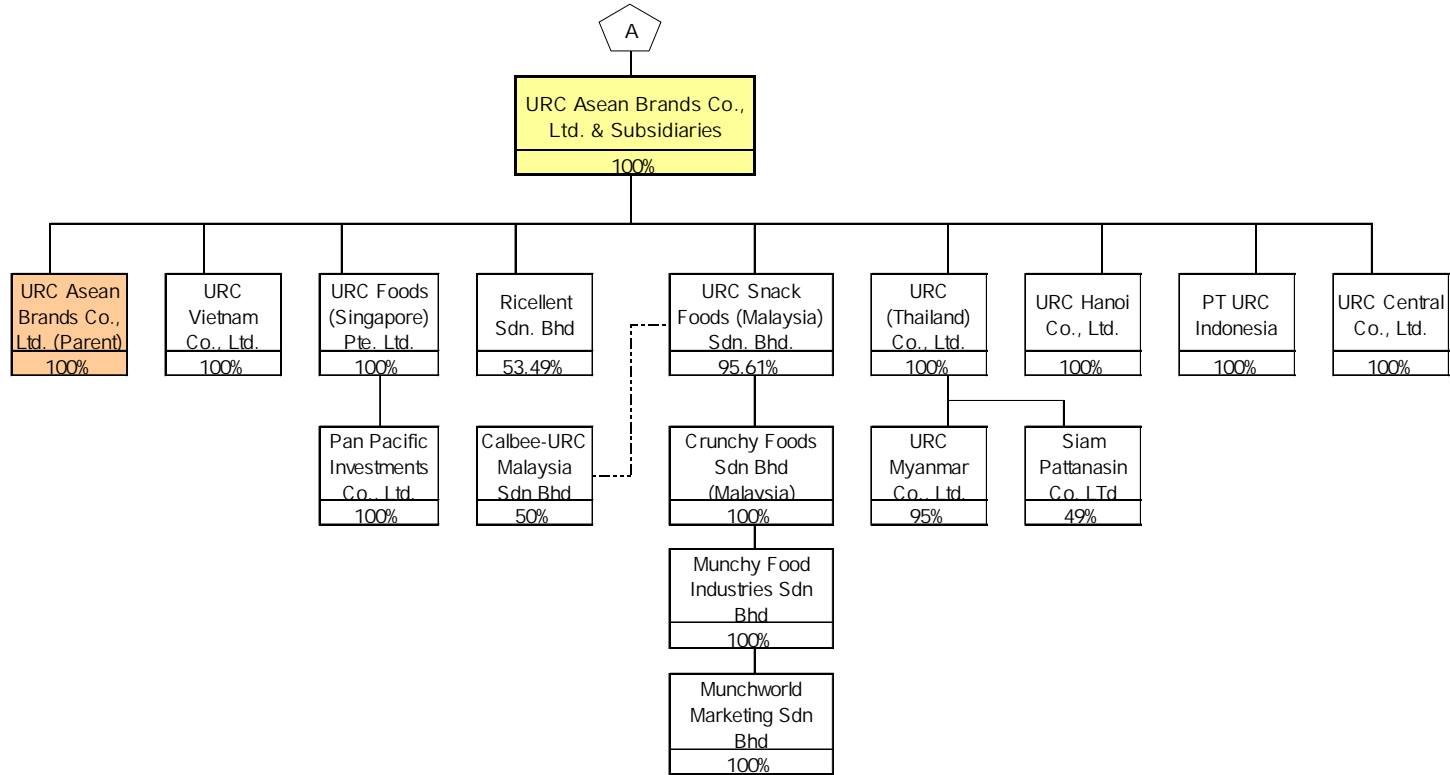 A
URC Asean Brands Co.,
Ltd. & Subsidiaries
100%
URC Asean
Brands Co.,
Ltd. (Parent)
100%
URC
Vietnam
Co., Ltd.
100%
URC Foods
(Singapore)
Pte. Ltd.
100%
Ricellent
Sdn. Bhd
53.49%
URC Snack
Foods (Malaysia)
Sdn. Bhd.
95.61%
URC
(Thailand)
Co., Ltd.
100%
URC Hanoi
Co., Ltd.
100%
PT URC
Indonesia
100%
URC Central
Co., Ltd.
100%
Pan Pacific
Investments
Co., Ltd.
100%
Calbee-URC
Malaysia
Sdn Bhd
50%
Crunchy Foods
Sdn Bhd
(Malaysia)
100%
URC
Myanmar
Co., Ltd.
95%
Siam
Pattanasin
Co. LTd
49%
Munchy Food
Industries Sdn
Bhd
100%
Munchworld
Marketing Sdn
Bhd
100%